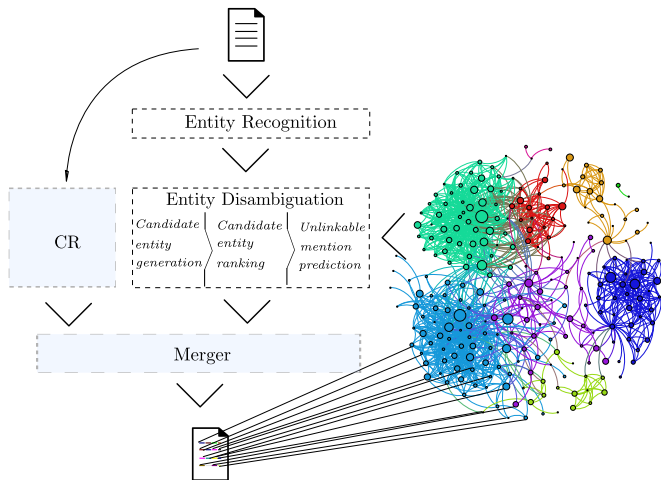 Entity Recognition
Entity Disambiguation
Candidate entity generation
Candidate entity ranking
Unlinkable mention prediction
CR
Merger